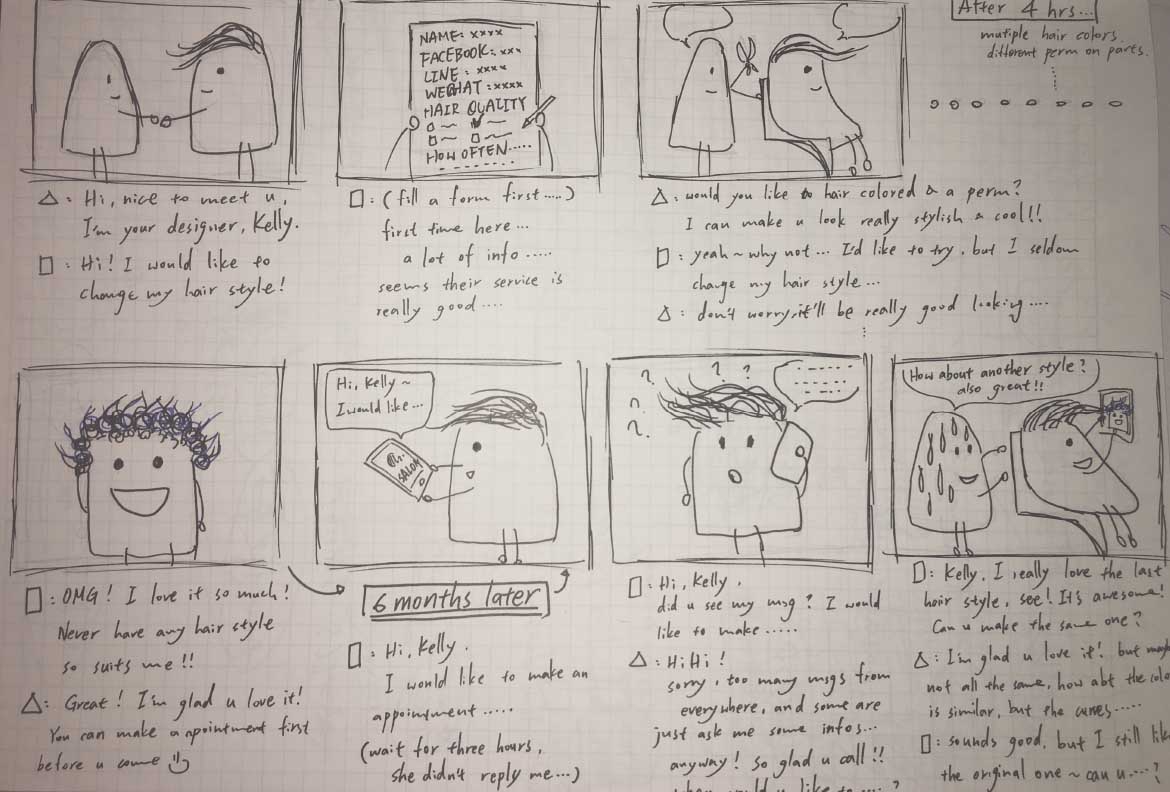 NAME: xxxx
FACEBOOK: xxx
LINE: xxxx
WECHAT: xxxx
HAIR QUALITY
HOW OFTEN.....
After 4 hrs...
mutiple hair colors.
different perm on parts.
△: Hi, nice to meet u,
I'm your designer, Kelly.
□: Hi! I would like to
change my hair style!
□: (fill a form first.....)
first time here...
a lot of info.....
seems their service is
really good....
△: would you like to hair colored & a perm?
I can make u look really stylish & cool!!
□: yeah~why not... I'd like to try, but I seldom
change my hair style...
△: don't worry, it'll be really good looking....
□: OMG! I love it so much!
Never have any hair style
so suits me!!
△: Great! I'm glad u love it!
You can make apointment first
before u come
Hi, Kelly~
I would like...
SALON
6 months later
□: Hi, Kelly.
I would like to make an
appoinment.....
(wait for three hours,
she didn't reply me...)
? ? ? ? ? ?
□: Hi, Kelly,
did u see my msg? I would
like to make.....
△: HiHi!
sorry, too many msgs from
everywhere, and some are
just ask me some infos...
anyway! so glad u call!!
would u like to.....?
How about another style?
also great!!
□: Kelly, I really love the last
hair style, see! It's awesome!
Can u make the same one?
△: I'm glad u love it! but
not all the same, how abt the
is similar, but the curves.....
□: sounds good, but I still
the original one~ can u....?